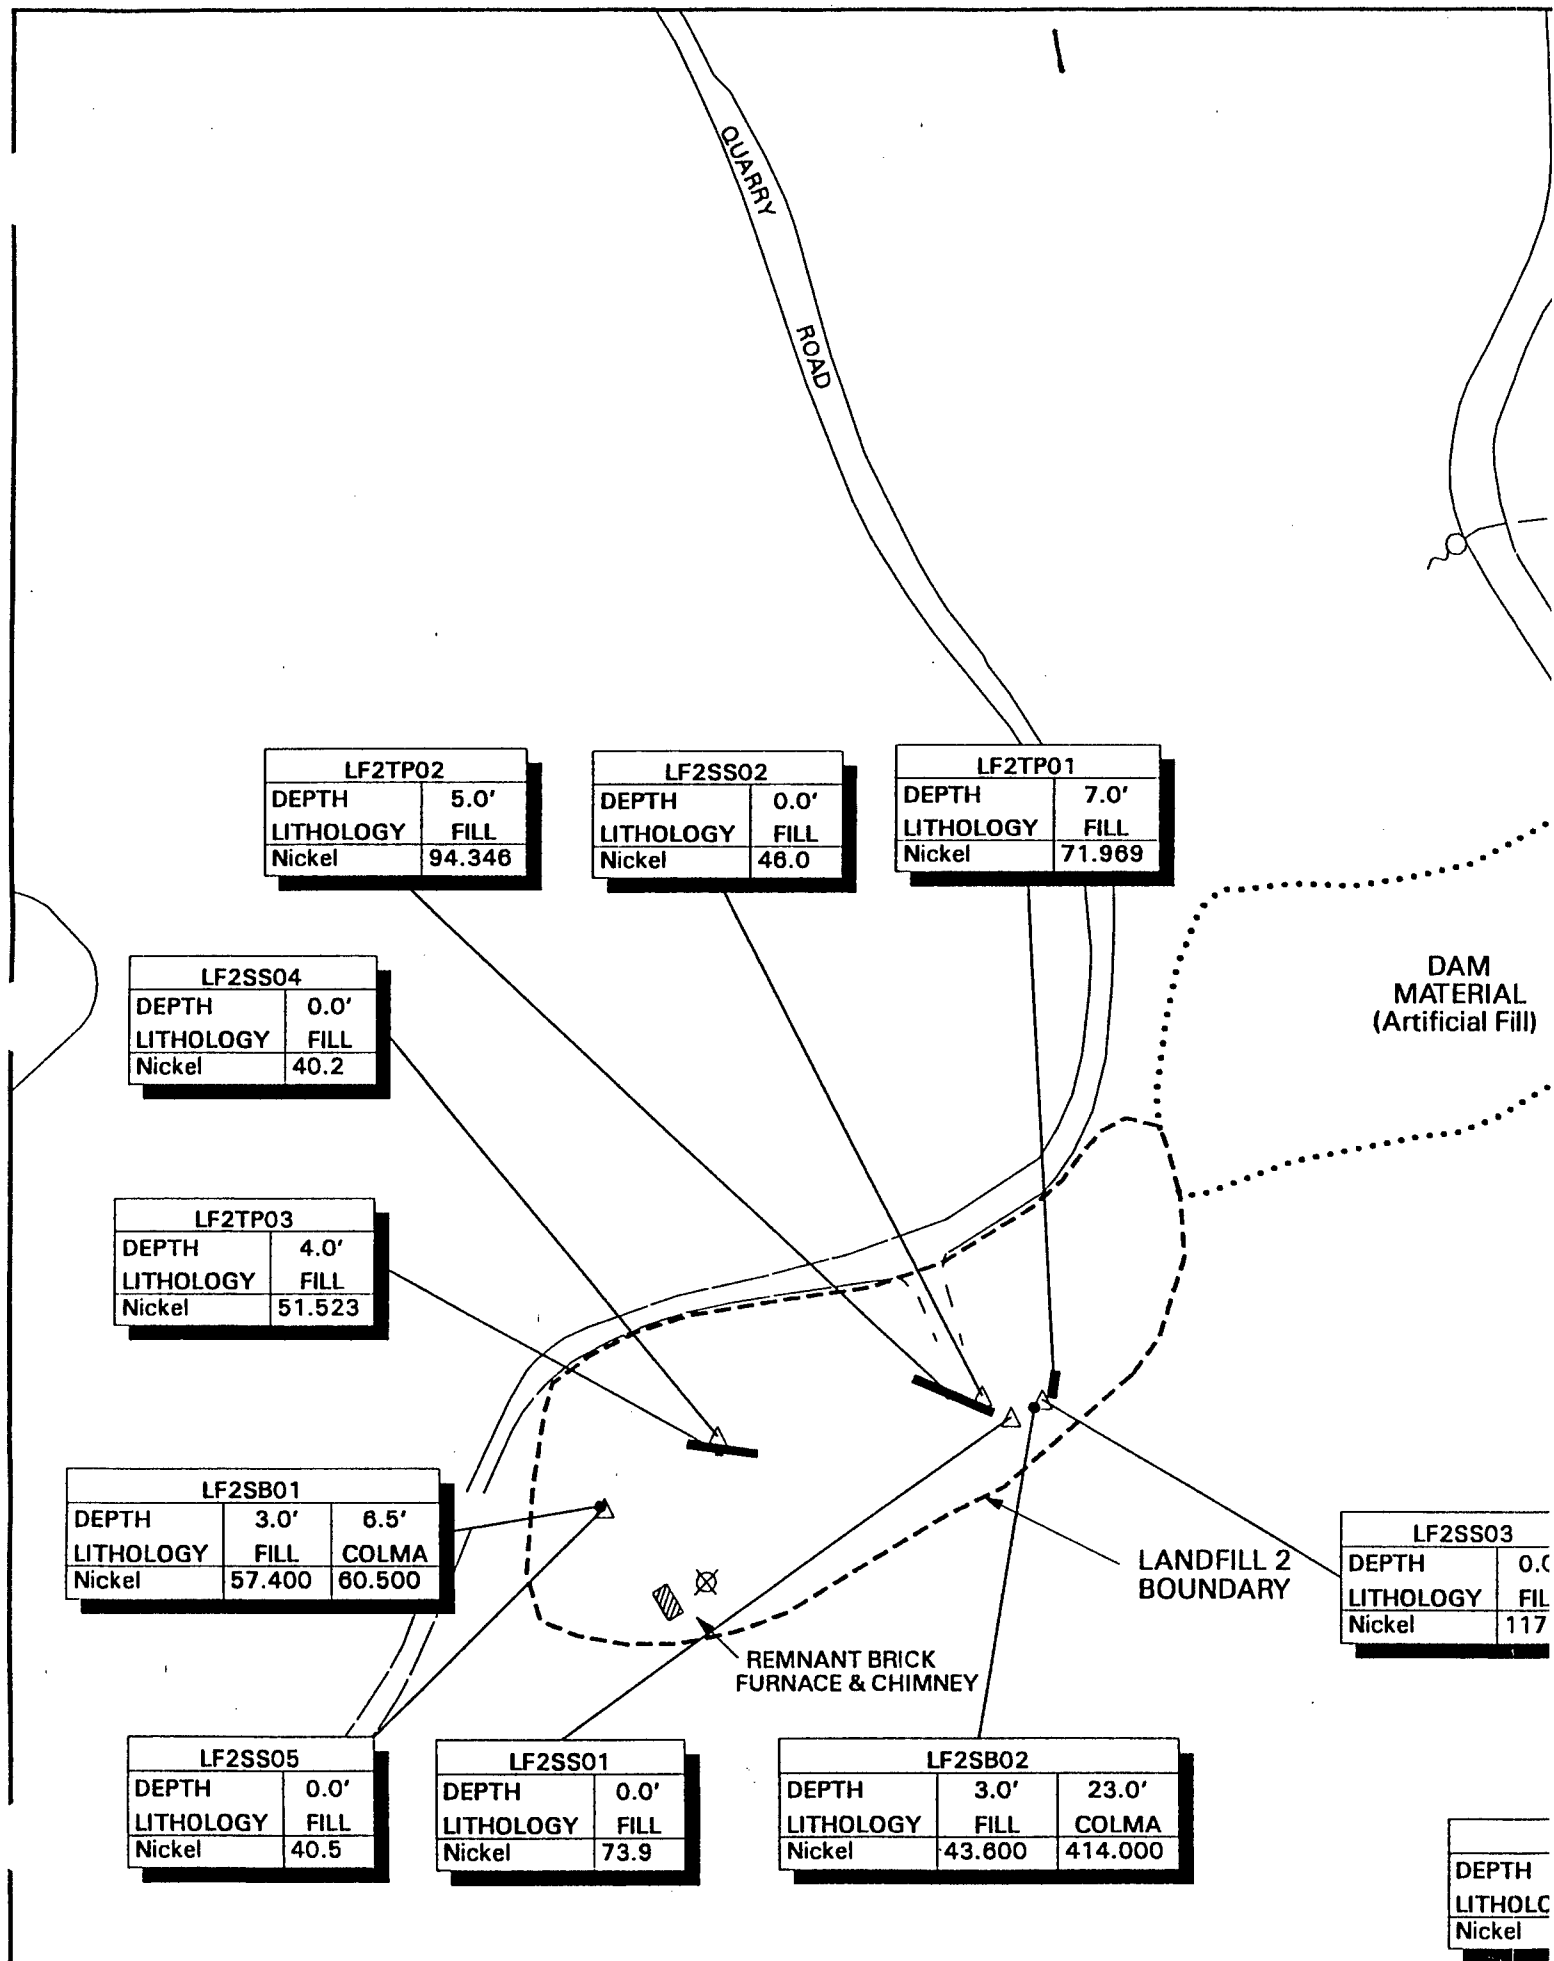 QUARRY
ROAD
LF2TP02
DEPTH 5.0'
LITHOLOGY FILL
Nickel 94.346
LF2SS02
DEPTH 0.0'
LITHOLOGY FILL
Nickel 46.0
LF2TP01
DEPTH 7.0'
LITHOLOGY FILL
Nickel 71.969
DAM
MATERIAL
(Artificial Fill)
LF2SS04
DEPTH 0.0'
LITHOLOGY FILL
Nickel 40.2
LF2TP03
DEPTH 4.0'
LITHOLOGY FILL
Nickel 51.523
LF2SB01
DEPTH 3.0' 6.5'
LITHOLOGY FILL COLMA
Nickel 57.400 60.500
LANDFILL 2
BOUNDARY
LF2SS03
DEPTH 0.
LITHOLOGY FIL
Nickel 117
REMNANT BRICK
FURNACE & CHIMNEY
LF2SS05
DEPTH 0.0'
LITHOLOGY FILL
Nickel 40.5
LF2SS01
DEPTH 0.0'
LITHOLOGY FILL
Nickel 73.9
LF2SB02
DEPTH 3.0' 23.0'
LITHOLOGY FILL COLMA
Nickel 43.600 414.000
DEPTH
LITHOLO
Nickel